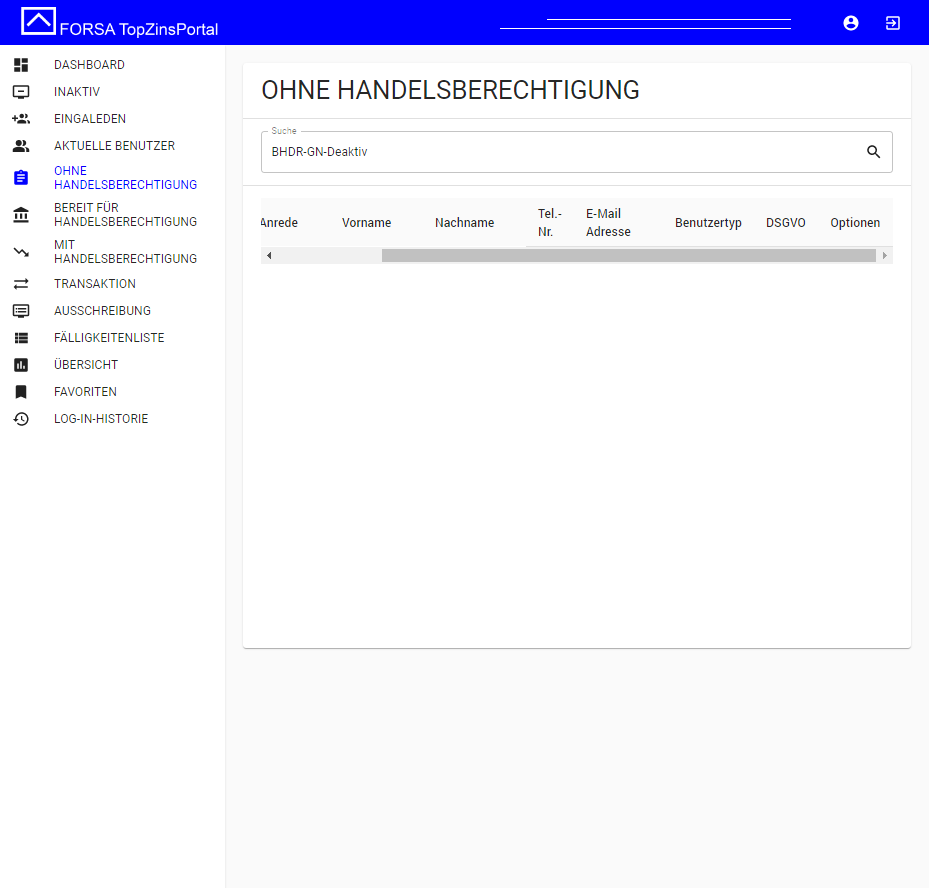 FORSA TopZinsPortal
DASHBOARD
INAKTIV
EINGALEDEN
AKTUELLE BENUTZER
OHNE
HANDELSBERECHTIGUNG
BEREIT FÜR
HANDELSBERECHTIGUNG
MIT
HANDELSBERECHTIGUNG
TRANSAKTION
AUSSCHREIBUNG
FÄLLIGKEITENLISTE
ÜBERSICHT
FAVORITEN
LOG-IN-HISTORIE
OHNE HANDELSBERECHTIGUNG
Suche
BHDR-GN-Deaktiv
Anrede Vorname Nachname Tel.-Nr. E-Mail Adresse Benutzertyp DSGVO Optionen